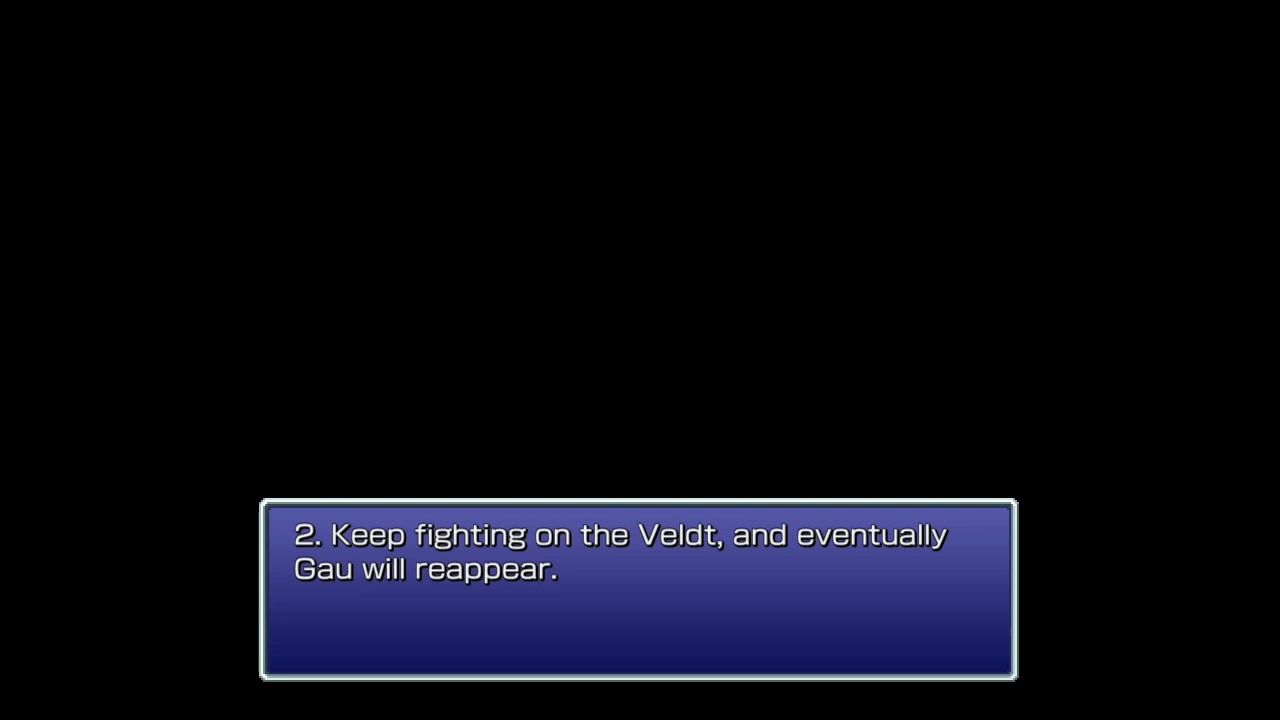 2. Keep fighting on the Veldt, and eventually
Gau will reappear.